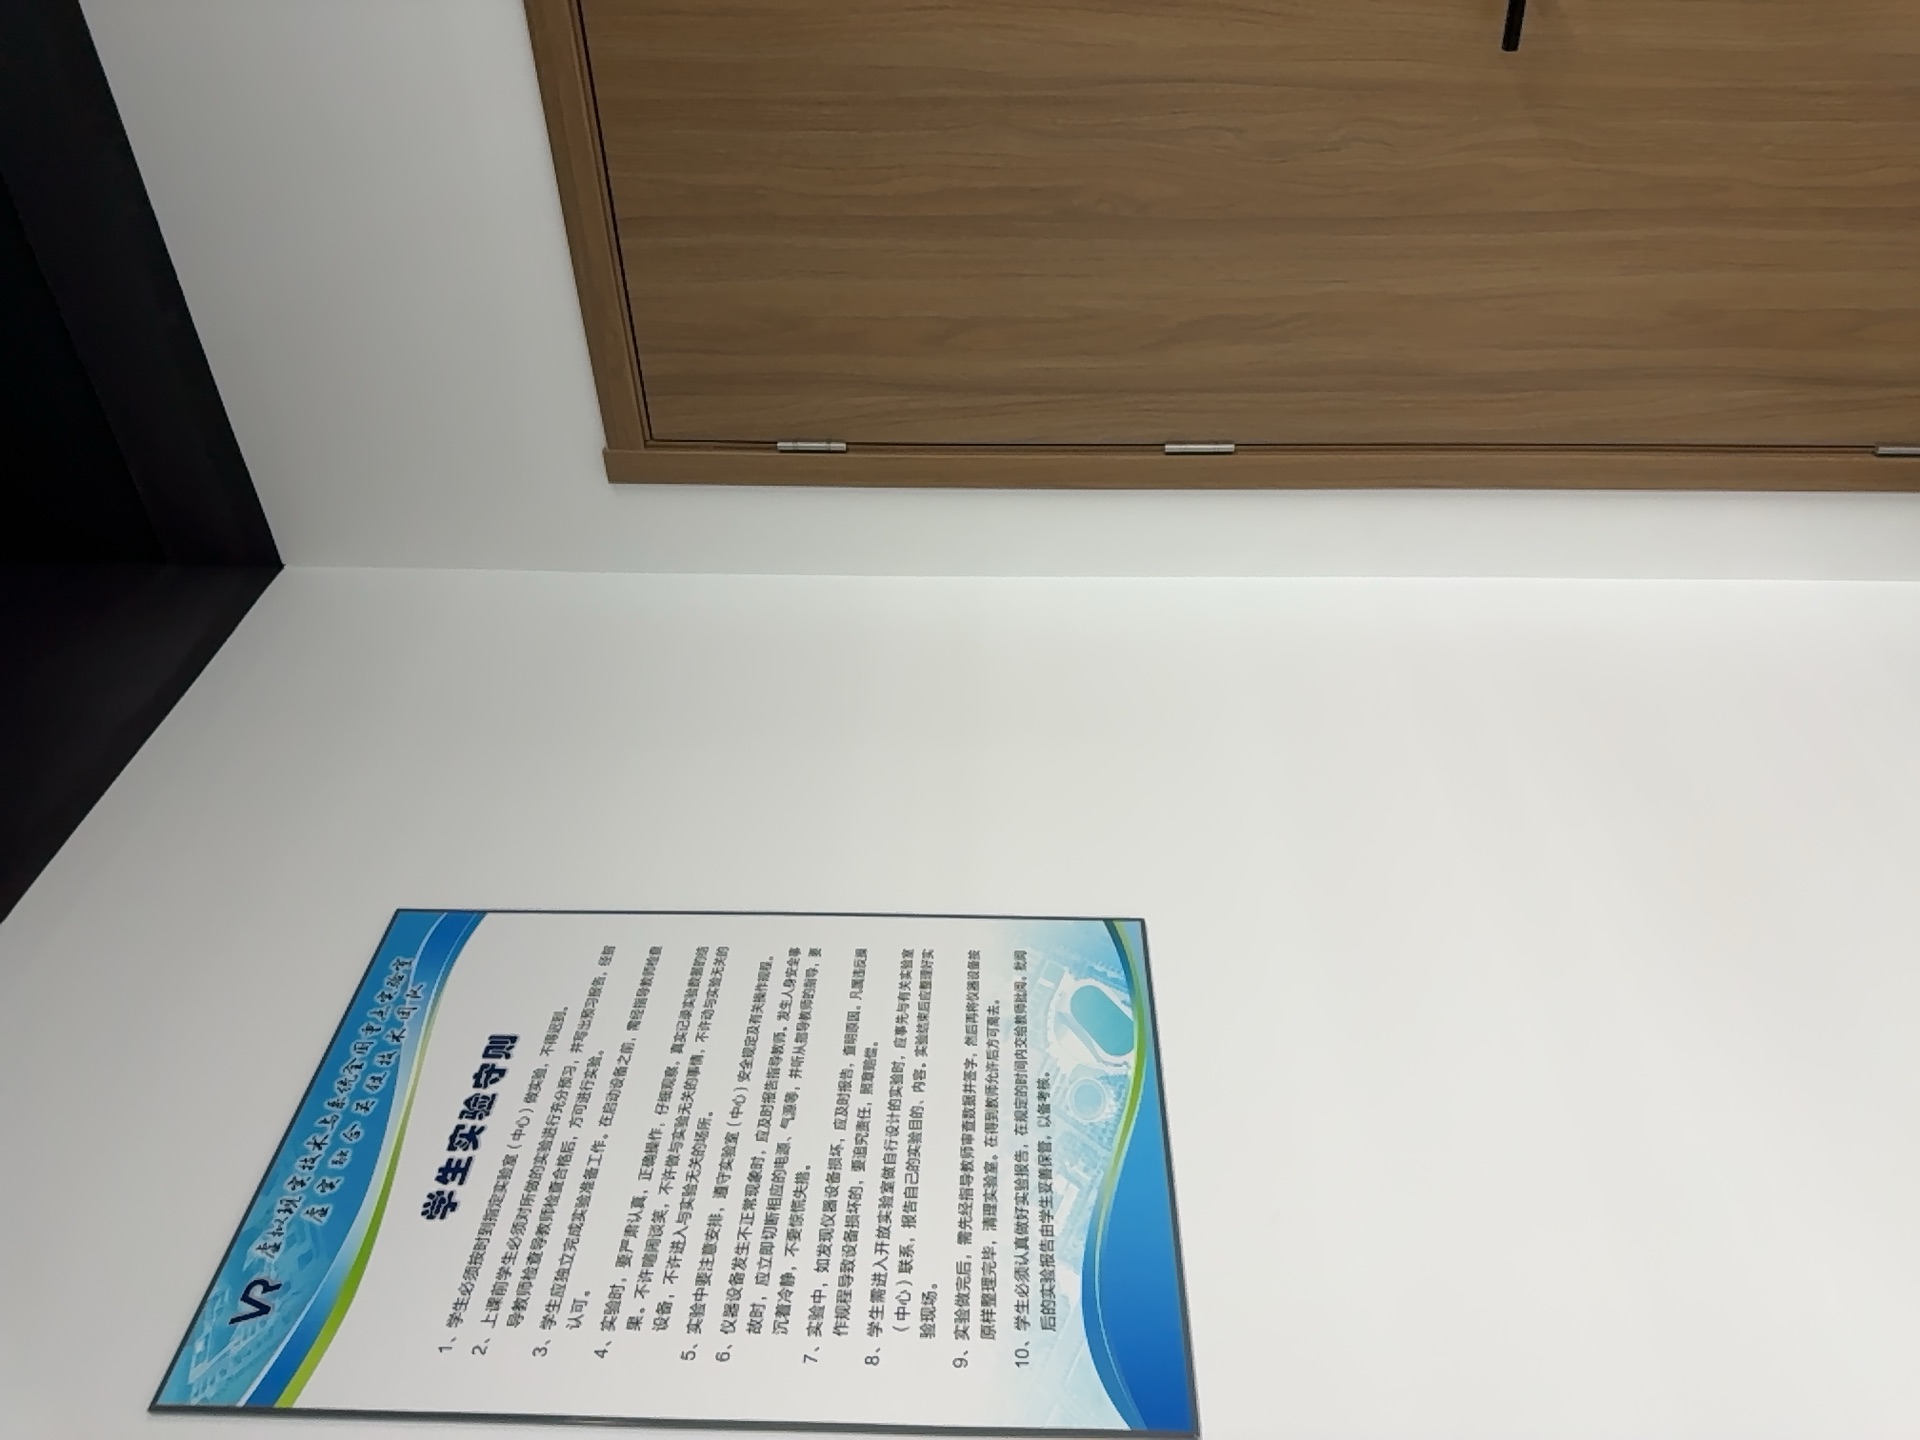 VR 虚拟现实技术与系统全国重点实验室
虚实融合关键技术团队
学生实验守则
1、学生必须按时到指定实验室（中心）做实验，不得迟到。
2、上课前学生必须对所做的实验进行充分预习，并写出预习报告，经指
导教师检查导教师检查合格后，方可进行实验。
3、学生应独立完成实验准备工作。在启动设备之前，需经指导教师检查
认可。
4、实验时，要严肃认真，正确操作，仔细观察，真实记录实验数据的结
果。不许喧闹谈笑，不许做与实验无关的事情，不许动与实验无关的
设备，不许进入与实验无关的场所。
5、实验中要注意安排，遵守实验室（中心）安全规定及有关操作规程。
6、仪器设备发生不正常现象时，应及时报告指导教师。发生人身安全事
故时，应立即切断相应的电源、气源等，并听从指导教师的指导，要
沉着冷静，不要惊慌失措。
7、实验中，如发现仪器设备损坏，应及时报告，查明原因。凡属违反操
作规程导致设备损坏的，要追究责任，照章赔偿。
8、学生需进入开放实验室做自行设计的实验时，应事先与有关实验室
（中心）联系，报告自己的实验目的、内容。实验结束后应整理好实
验现场。
9、实验做完后，需先经指导教师审查数据并签字，然后再将仪器设备按
原样整理完毕，清理实验室。在得到教师允许后方可离去。
10、学生必须认真做好实验报告，在规定的时间内交给教师批阅。批阅
后的实验报告由学生妥善保管，以备考核。